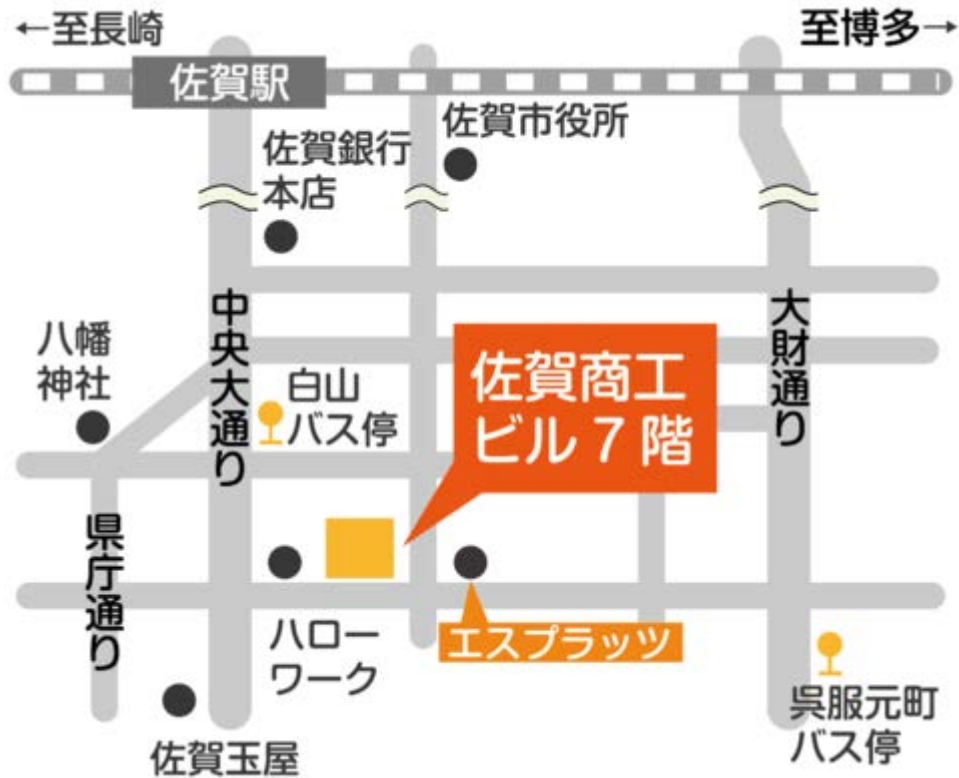 ←至長崎
至博多→
佐賀駅
佐賀市役所
佐賀銀行
本店
中央大通り
大財通り
八幡
神社
白山
バス停
佐賀商工
ビル7階
県庁通り
ハロー
ワーク
エスプラッツ
呉服元町
バス停
佐賀玉屋